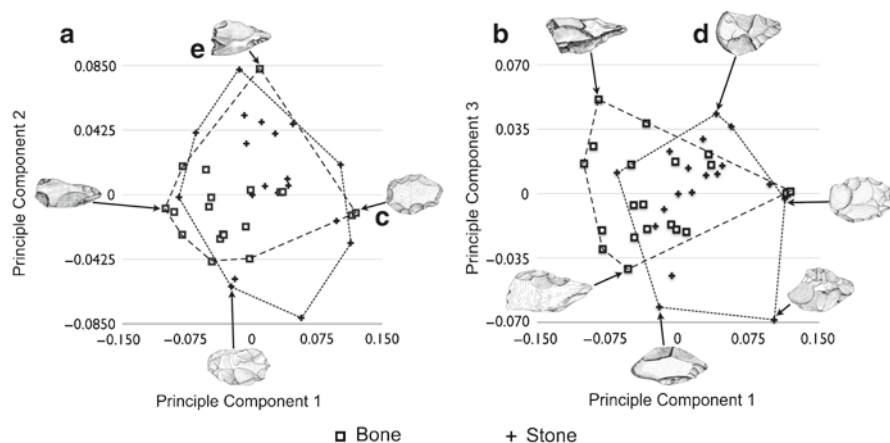 a
e
0.0850
0.0425
0
-0.0425
-0.0850
c
-0.150
-0.075
0
0.075
0.150
Principle Component 2
Principle Component 1
b
d
0.070
0.035
0
-0.035
-0.070
-0.150
-0.075
0
0.075
0.150
Principle Component 3
Principle Component 1
Bone
Stone